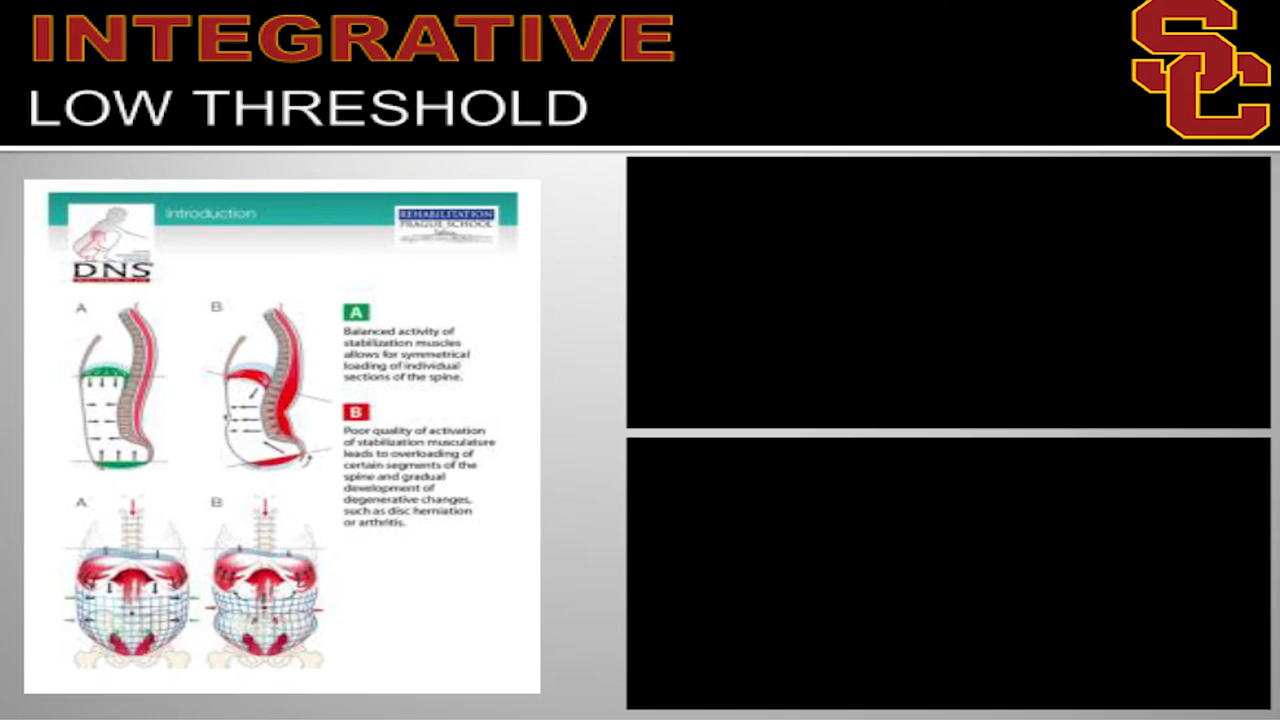 INTEGRATIVE
LOW THRESHOLD
SC
Introduction
REHABILITATION
PRAGUE SCHOOL
DNS
A
B
A
Balanced activity of
stabilization muscles
allows for symmetrical
loading of individual
sections of the spine.
B
Poor quality of activation
of stabilization musculature
leads to overloading of
certain segments of the
spine and gradual
development of
degenerative changes,
such as disc herniation
or arthritis.
A
B